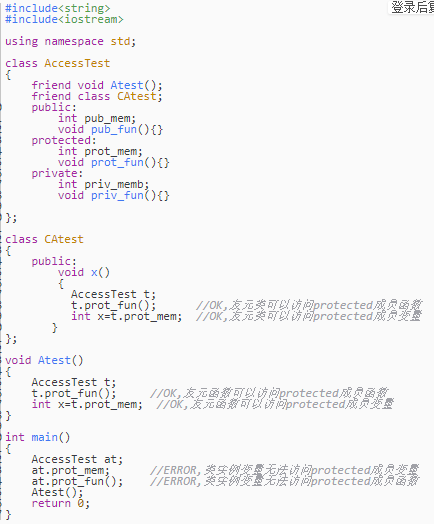 登录后复
#include<string>
#include<iostream>
using namespace std;
class AccessTest
{
friend void Atest();
friend class CAtest;
public:
int pub_mem;
void pub_fun(){}
protected:
int prot_mem;
void prot_fun(){}
private:
int priv_memb;
void priv_fun(){}
};
class CAtest
{
public:
void x()
{
AccessTest t;
t.prot_fun(); //OK,友元类可以访问protected成员函数
int x=t.prot_mem; //OK,友元类可以访问protected成员变量
}
};
void Atest()
{
AccessTest t;
t.prot_fun(); //OK,友元函数可以访问protected成员函数
int x=t.prot_mem; //OK,友元函数可以访问protected成员变量
}
int main()
{
AccessTest at;
at.prot_mem; //ERROR,类实例变量无法访问protected成员变量
at.prot_fun(); //ERROR,类实例变量无法访问protected成员函数
Atest();
return 0;
}